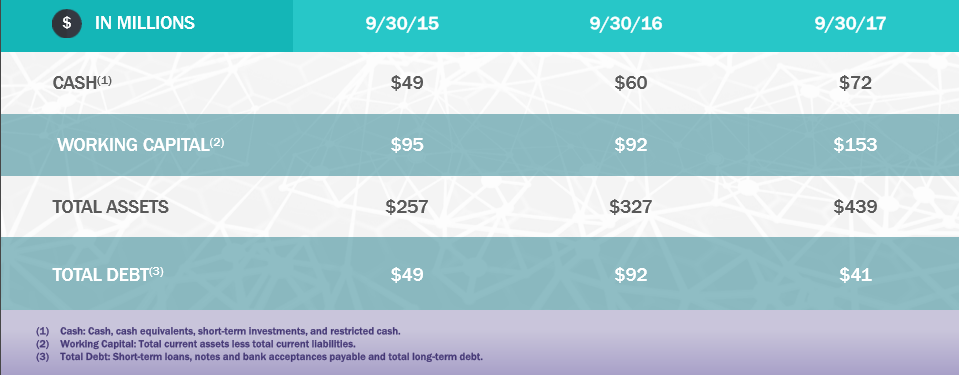 $ IN MILLIONS 9/30/15 9/30/16 9/30/17
CASH(1) $49 $60 $72
WORKING CAPITAL(2) $95 $92 $153
TOTAL ASSETS $257 $327 $439
TOTAL DEBT(3) $49 $92 $41
(1) Cash: Cash, cash equivalents, short-term investments, and restricted cash.
(2) Working Capital: Total current assets less total current liabilities.
(3) Total Debt: Short-term loans, notes and bank acceptances payable and total long-term debt.